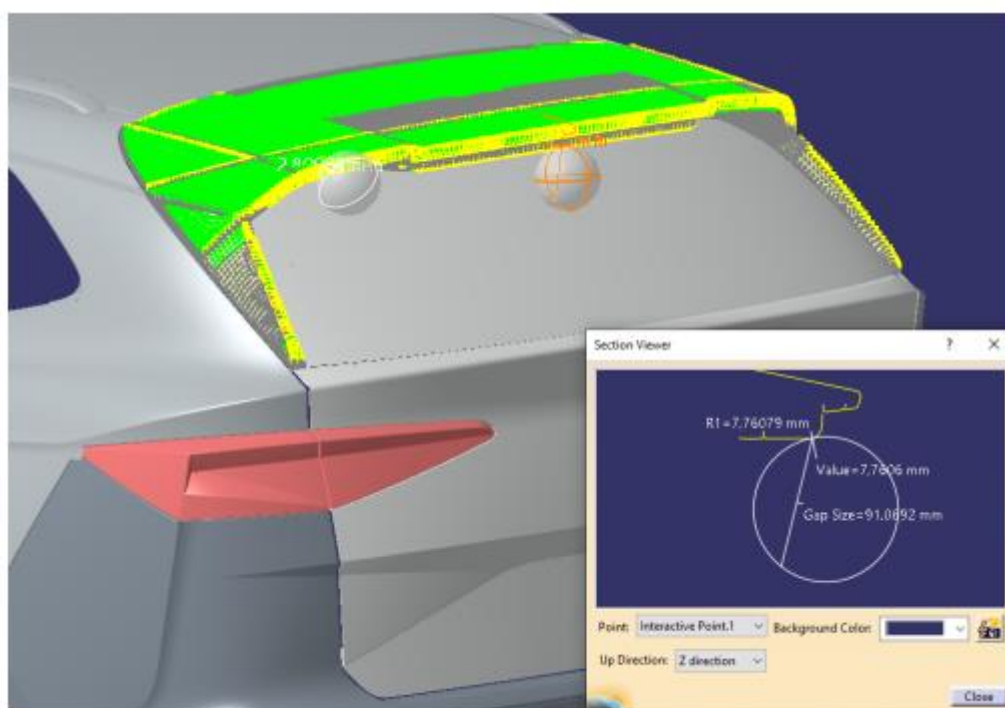 Section Viewer
R1=7,76079 mm
Value=7,7606 mm
Gap Size=91,0692 mm
Point: Interactive Point.1 Background Color:
Up Direction: Z direction
Close